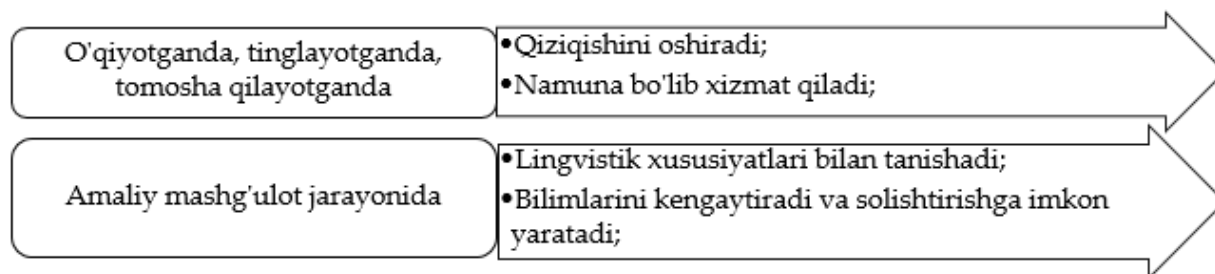 O'qiyotganda, tinglayotganda,
tomosha qilayotganda
•Qiziqishini oshiradi;
•Namuna bo'lib xizmat qiladi;
Amaliy mashg'ulot jarayonida
•Lingvistik xususiyatlari bilan tanishadi;
•Bilimlarini kengaytiradi va solishtirishga imkon
yaratadi;